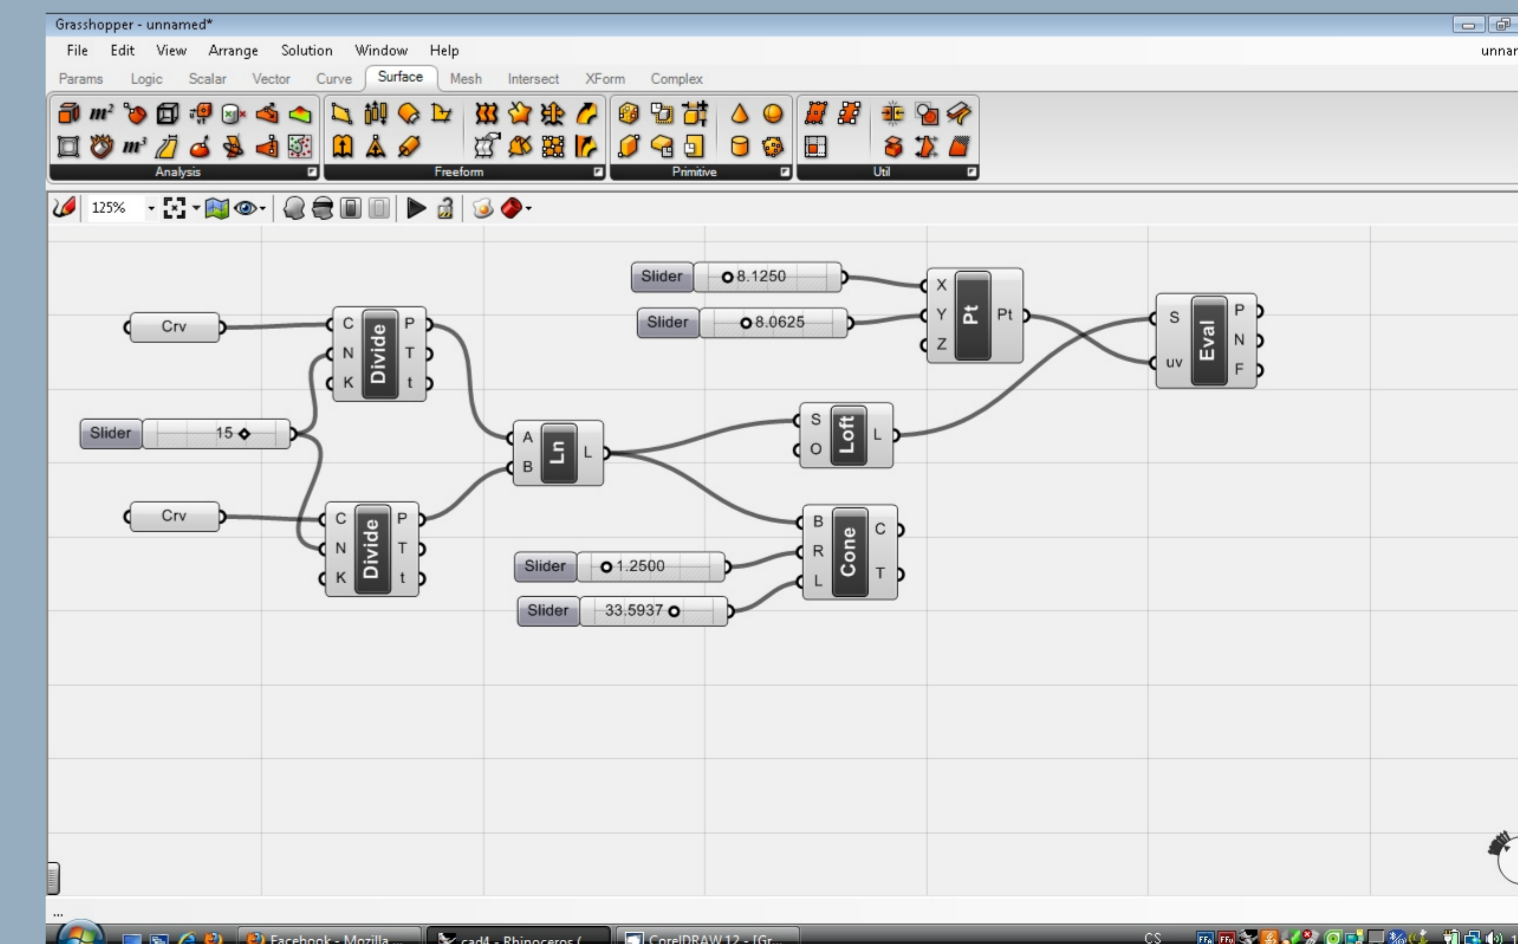 Grasshopper - unnamed*
File Edit View Arrange Solution Window Help
unnar
Params Logic Scalar Vector Curve Surface Mesh Intersect XForm Complex
m²
m³
Analysis Freeform Primitive Util
125%
Slider 8.1250
Slider 8.0625
X Y Z Pt Pt
S uv Eval P N F
Crv
C N K Divide P T t
Slider 15
A B Ln L
S O Loft L
Crv
C N K Divide P T t
B R L Cone C T
Slider 1.2500
Slider 33.5937
...
Facebook - Mozilla ... cad4 - Rhinoceros ( CorelDRAW 12 - [Gr... CS